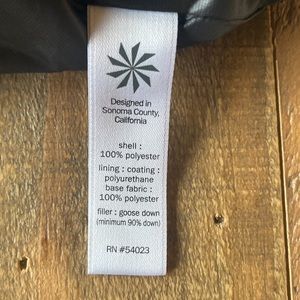 Designed in
Sonoma County,
California
shell :
100% polyester
lining : coating :
polyurethane
base fabric :
100% polyester
filler : goose down
(minimum 90% down)
RN #54023